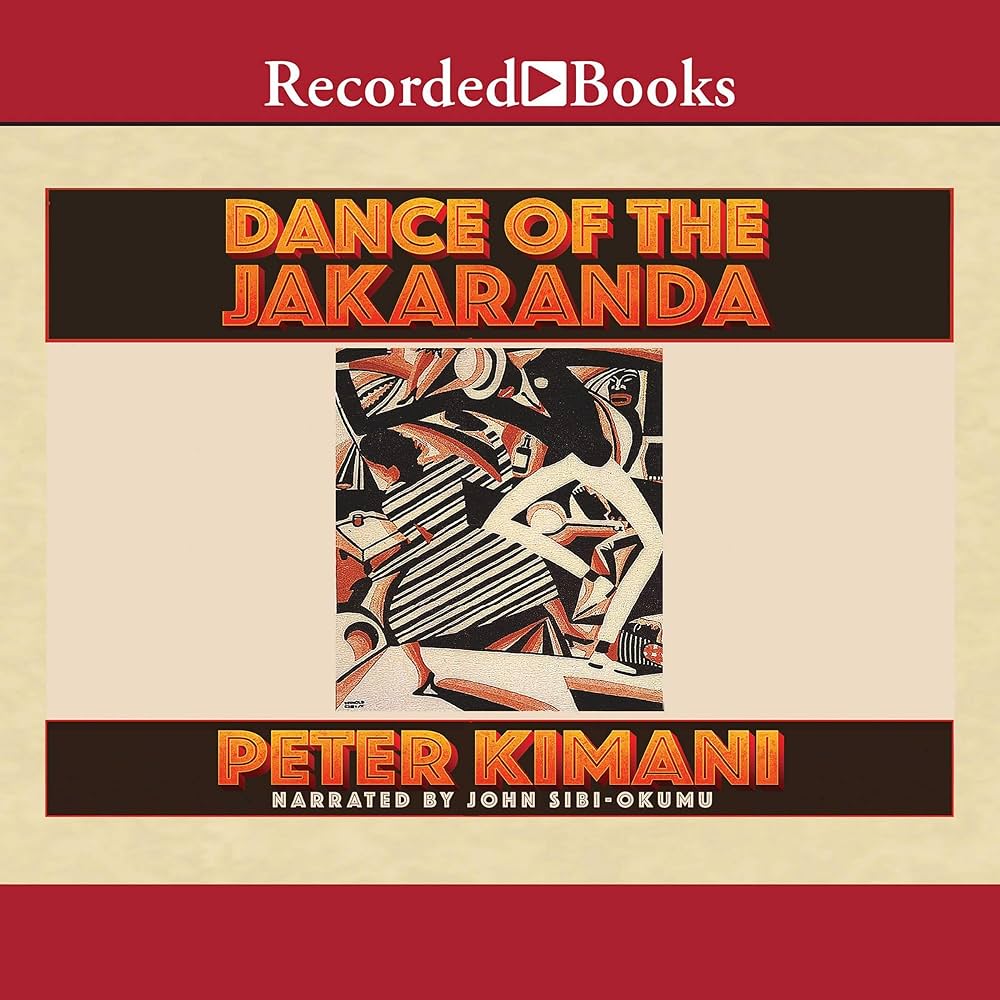 Recorded Books
DANCE OF THE
JAKARANDA
PETER KIMANI
NARRATED BY JOHN SIBI-OKUMU